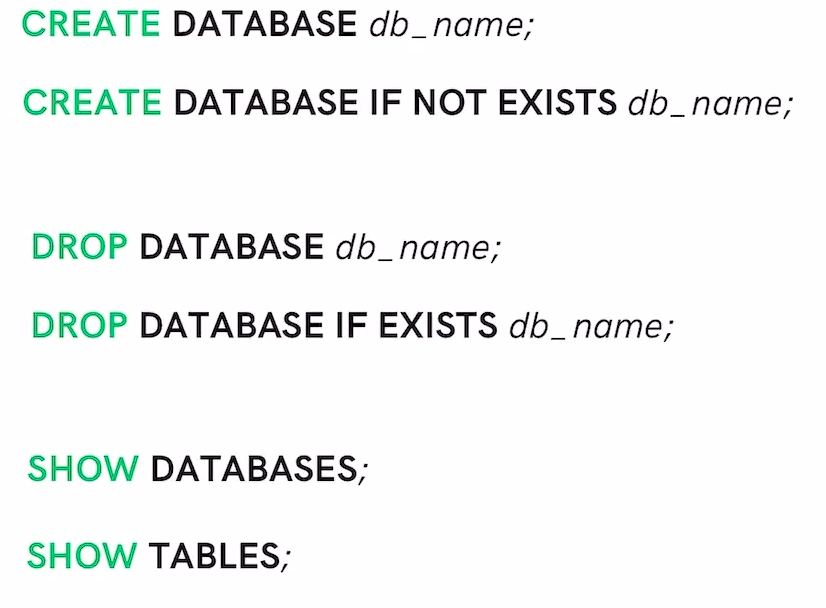 CREATE DATABASE db_name;
CREATE DATABASE IF NOT EXISTS db_name;
DROP DATABASE db_name;
DROP DATABASE IF EXISTS db_name;
SHOW DATABASES;
SHOW TABLES;